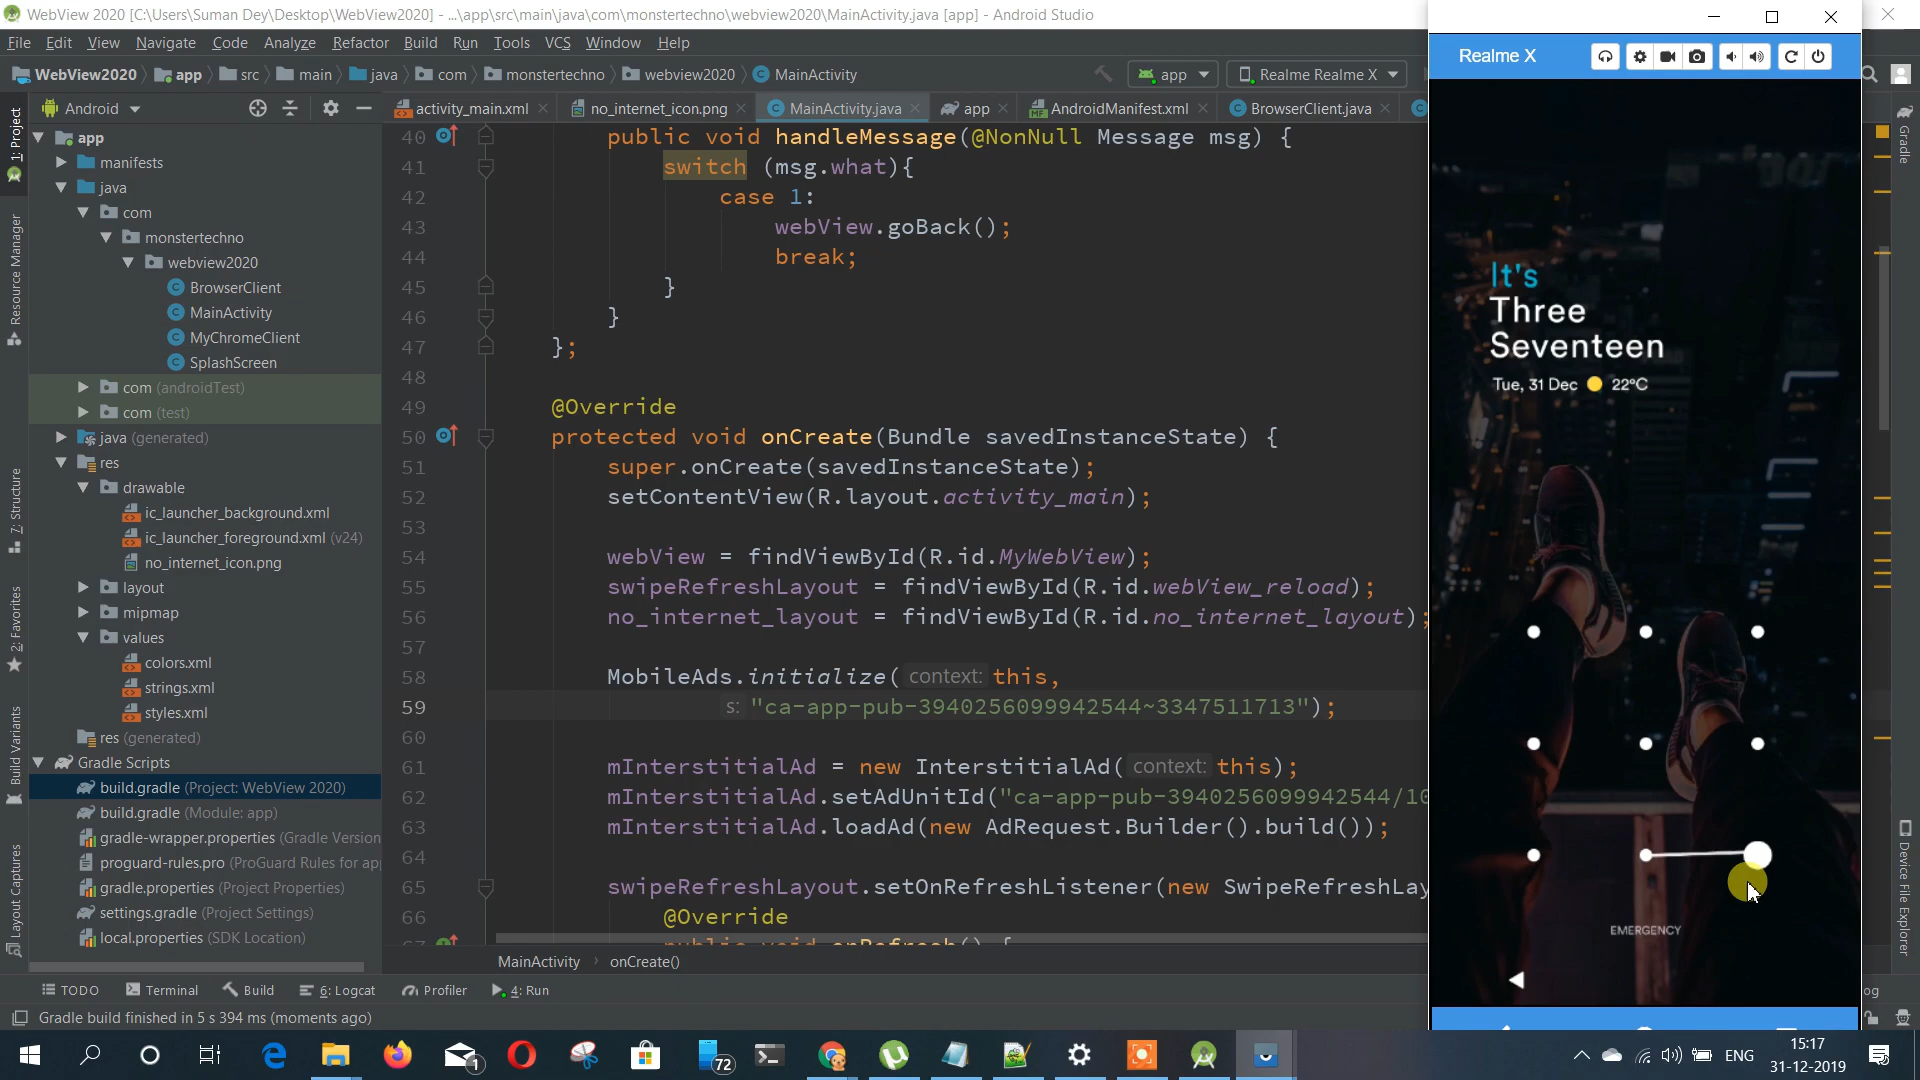 WebView 2020 [C:\Users\Suman Dey\Desktop\WebView2020] - ...\app\src\main\java\com\monstertechno\webview2020\MainActivity.java [app] - Android Studio
File Edit View Navigate Code Analyze Refactor Build Run Tools VCS Window Help
WebView2020 app src main java com monstertechno webview2020 MainActivity app Realme Realme X
Android
activity_main.xml no_internet_icon.png MainActivity.java app AndroidManifest.xml BrowserClient.java
1: Project
Resource Manager
7: Structure
2: Favorites
Build Variants
Layout Captures
app
manifests
java
com
monstertechno
webview2020
BrowserClient
MainActivity
MyChromeClient
SplashScreen
com (androidTest)
com (test)
java (generated)
res
drawable
ic_launcher_background.xml
ic_launcher_foreground.xml (v24)
no_internet_icon.png
layout
mipmap
values
colors.xml
strings.xml
styles.xml
res (generated)
Gradle Scripts
build.gradle (Project: WebView 2020)
build.gradle (Module: app)
gradle-wrapper.properties (Gradle Version
proguard-rules.pro (ProGuard Rules for app
gradle.properties (Project Properties)
settings.gradle (Project Settings)
local.properties (SDK Location)
40 public void handleMessage(@NonNull Message msg) {
41 switch (msg.what){
42 case 1:
43 webView.goBack();
44 break;
45 }
46 }
47 };
48
49 @Override
50 protected void onCreate(Bundle savedInstanceState) {
51 super.onCreate(savedInstanceState);
52 setContentView(R.layout.activity_main);
53
54 webView = findViewById(R.id.MyWebView);
55 swipeRefreshLayout = findViewById(R.id.webView_reload);
56 no_internet_layout = findViewById(R.id.no_internet_layout);
57
58 MobileAds.initialize( context: this,
59 s: "ca-app-pub-3940256099942544~3347511713");
60
61 mInterstitialAd = new InterstitialAd( context: this);
62 mInterstitialAd.setAdUnitId("ca-app-pub-3940256099942544/10
63 mInterstitialAd.loadAd(new AdRequest.Builder().build());
64
65 swipeRefreshLayout.setOnRefreshListener(new SwipeRefreshLay
66 @Override
67 public void onRefresh() {
MainActivity onCreate()
TODO Terminal Build 6: Logcat Profiler 4: Run
Gradle build finished in 5 s 394 ms (moments ago)
Realme X
It's
Three
Seventeen
Tue, 31 Dec 22°C
EMERGENCY
Gradle
Device File Explorer
og
1
72
ENG
15:17
31-12-2019